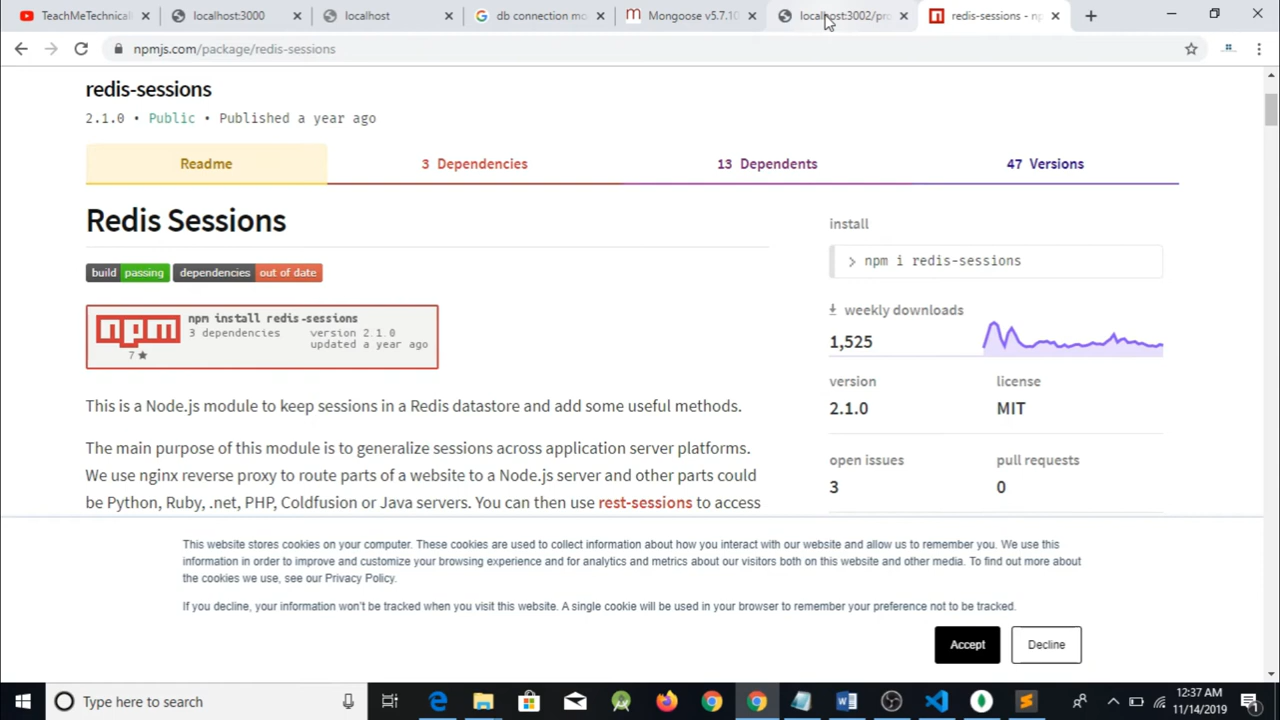 TeachMeTechnical
localhost:3000
localhost
db connection mo
Mongoose v5.7.10
localhost:3002/pro
redis-sessions - np
npmjs.com/package/redis-sessions
redis-sessions
2.1.0 • Public • Published a year ago
Readme
3 Dependencies
13 Dependents
47 Versions
Redis Sessions
build passing dependencies out of date
npm
npm install redis-sessions
3 dependencies version 2.1.0
updated a year ago
7 ★
This is a Node.js module to keep sessions in a Redis datastore and add some useful methods.
The main purpose of this module is to generalize sessions across application server platforms.
We use nginx reverse proxy to route parts of a website to a Node.js server and other parts could
be Python, Ruby, .net, PHP, Coldfusion or Java servers. You can then use rest-sessions to access
install
> npm i redis-sessions
weekly downloads
1,525
version license
2.1.0 MIT
open issues pull requests
3 0
This website stores cookies on your computer. These cookies are used to collect information about how you interact with our website and allow us to remember you. We use this
information in order to improve and customize your browsing experience and for analytics and metrics about our visitors both on this website and other media. To find out more about
the cookies we use, see our Privacy Policy.
If you decline, your information won't be tracked when you visit this website. A single cookie will be used in your browser to remember your preference not to be tracked.
Accept Decline
Type here to search
12:37 AM
11/14/2019